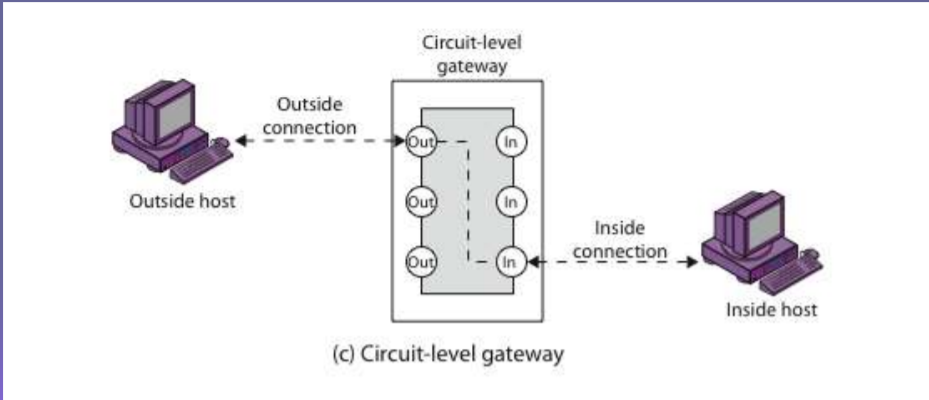 Circuit-level
gateway
Outside
connection
Out
In
Outside host
Out
In
Inside
connection
Out
In
Inside host
(c) Circuit-level gateway